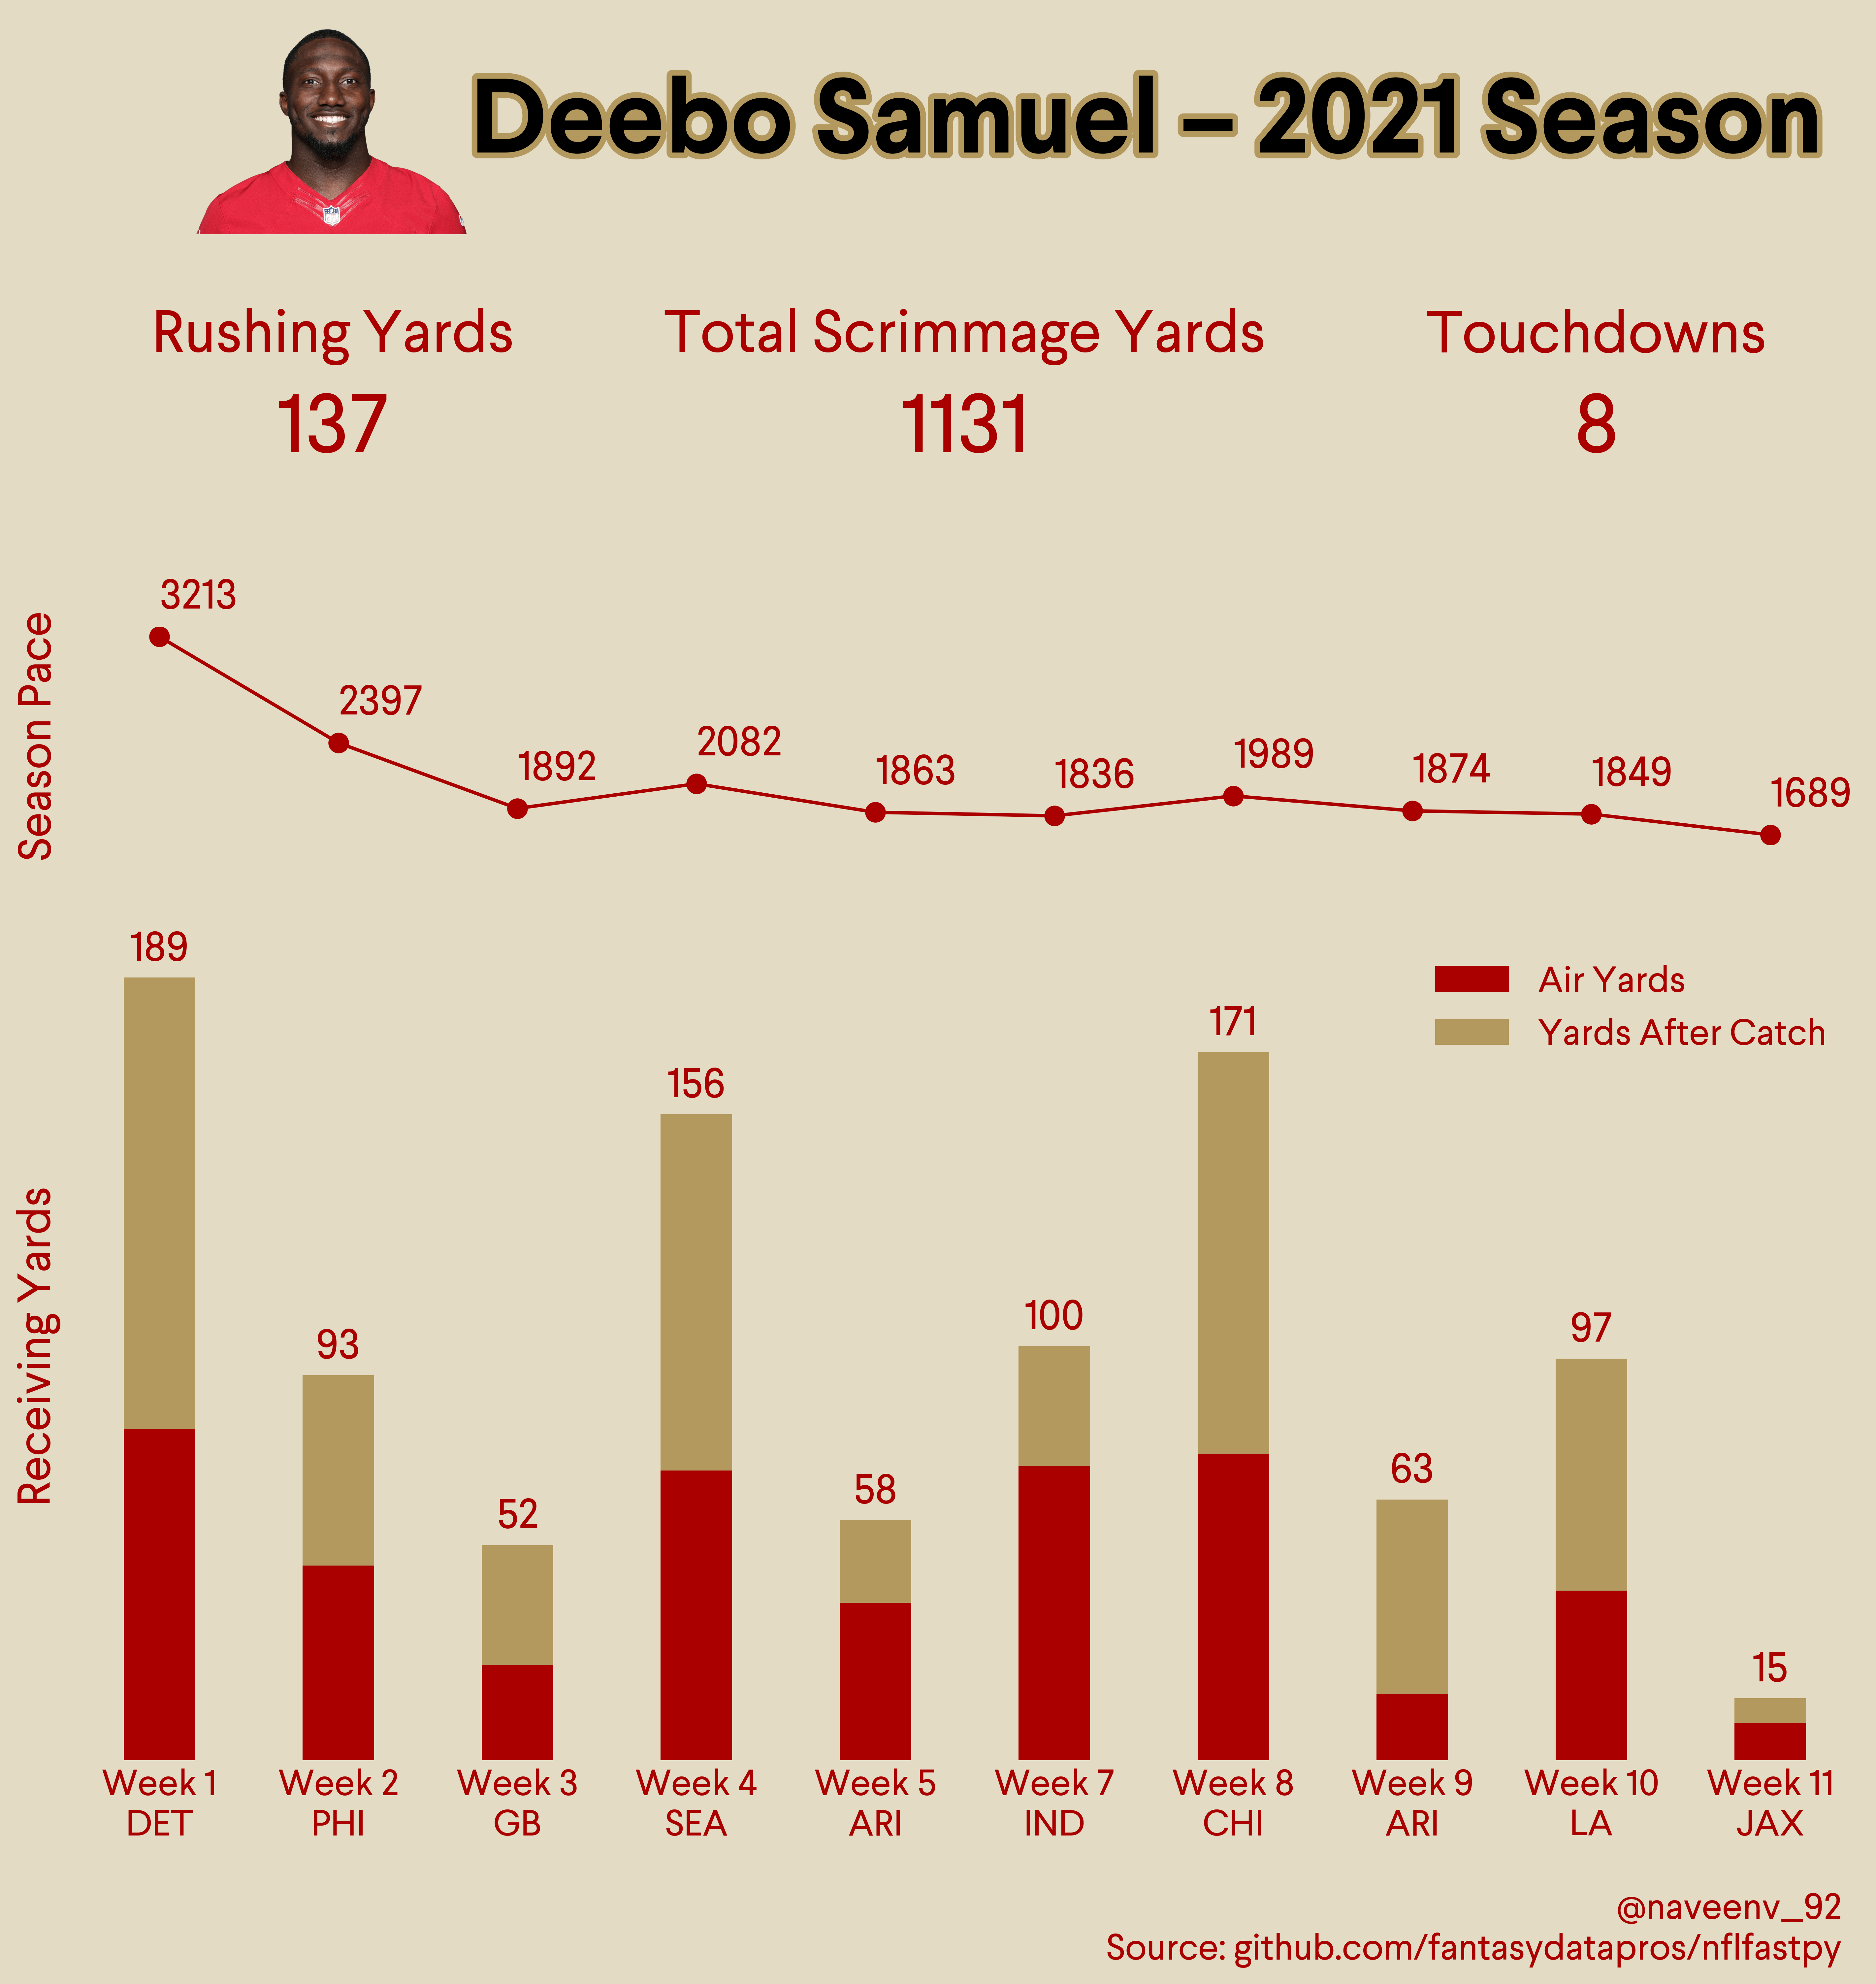 Deebo Samuel – 2021 Season
Rushing Yards
137
Total Scrimmage Yards
1131
Touchdowns
8
Season Pace
3213
2397
1892
2082
1863
1836
1989
1874
1849
1689
Receiving Yards
Air Yards
Yards After Catch
189
93
52
156
58
100
171
63
97
15
Week 1
DET
Week 2
PHI
Week 3
GB
Week 4
SEA
Week 5
ARI
Week 7
IND
Week 8
CHI
Week 9
ARI
Week 10
LA
Week 11
JAX
@naveenv_92
Source: github.com/fantasydatapros/nflfastpy